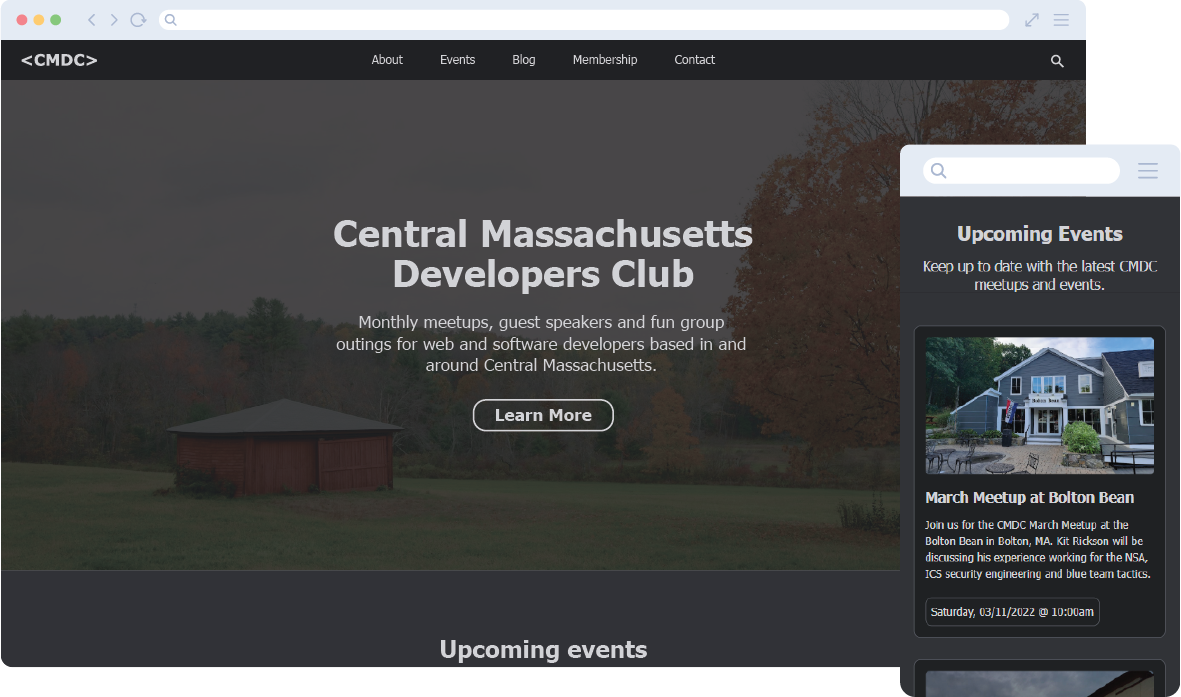 <CMDC>
About Events Blog Membership Contact
Central Massachusetts
Developers Club
Monthly meetups, guest speakers and fun group
outings for web and software developers based in and
around Central Massachusetts.
Learn More
Upcoming events
Upcoming Events
Keep up to date with the latest CMDC
meetups and events.
Bolton Bean
March Meetup at Bolton Bean
Join us for the CMDC March Meetup at the
Bolton Bean in Bolton, MA. Kit Rickson will be
discussing his experience working for the NSA,
ICS security engineering and blue team tactics.
Saturday, 03/11/2022 @ 10:00am